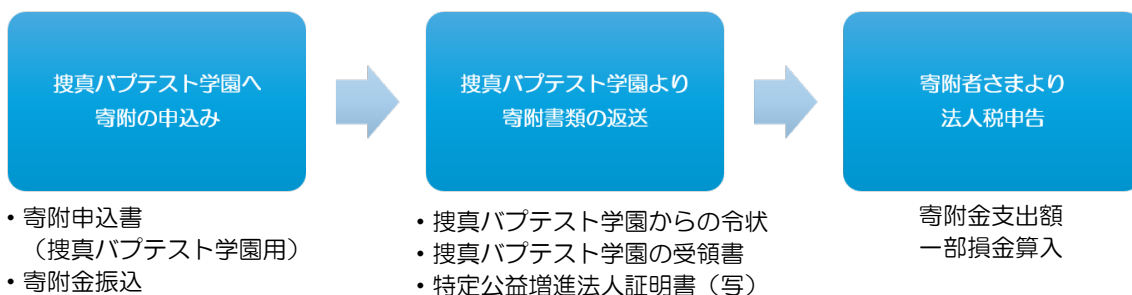 捜真バプテスト学園へ
寄附の申込み
捜真バプテスト学園より
寄附書類の返送
寄附者さまより
法人税申告
・寄附申込書
（捜真バプテスト学園用）
・寄附金振込
・捜真バプテスト学園からの令状
・捜真バプテスト学園の受領書
・特定公益増進法人証明書（写）
寄附金支出額
一部損金算入